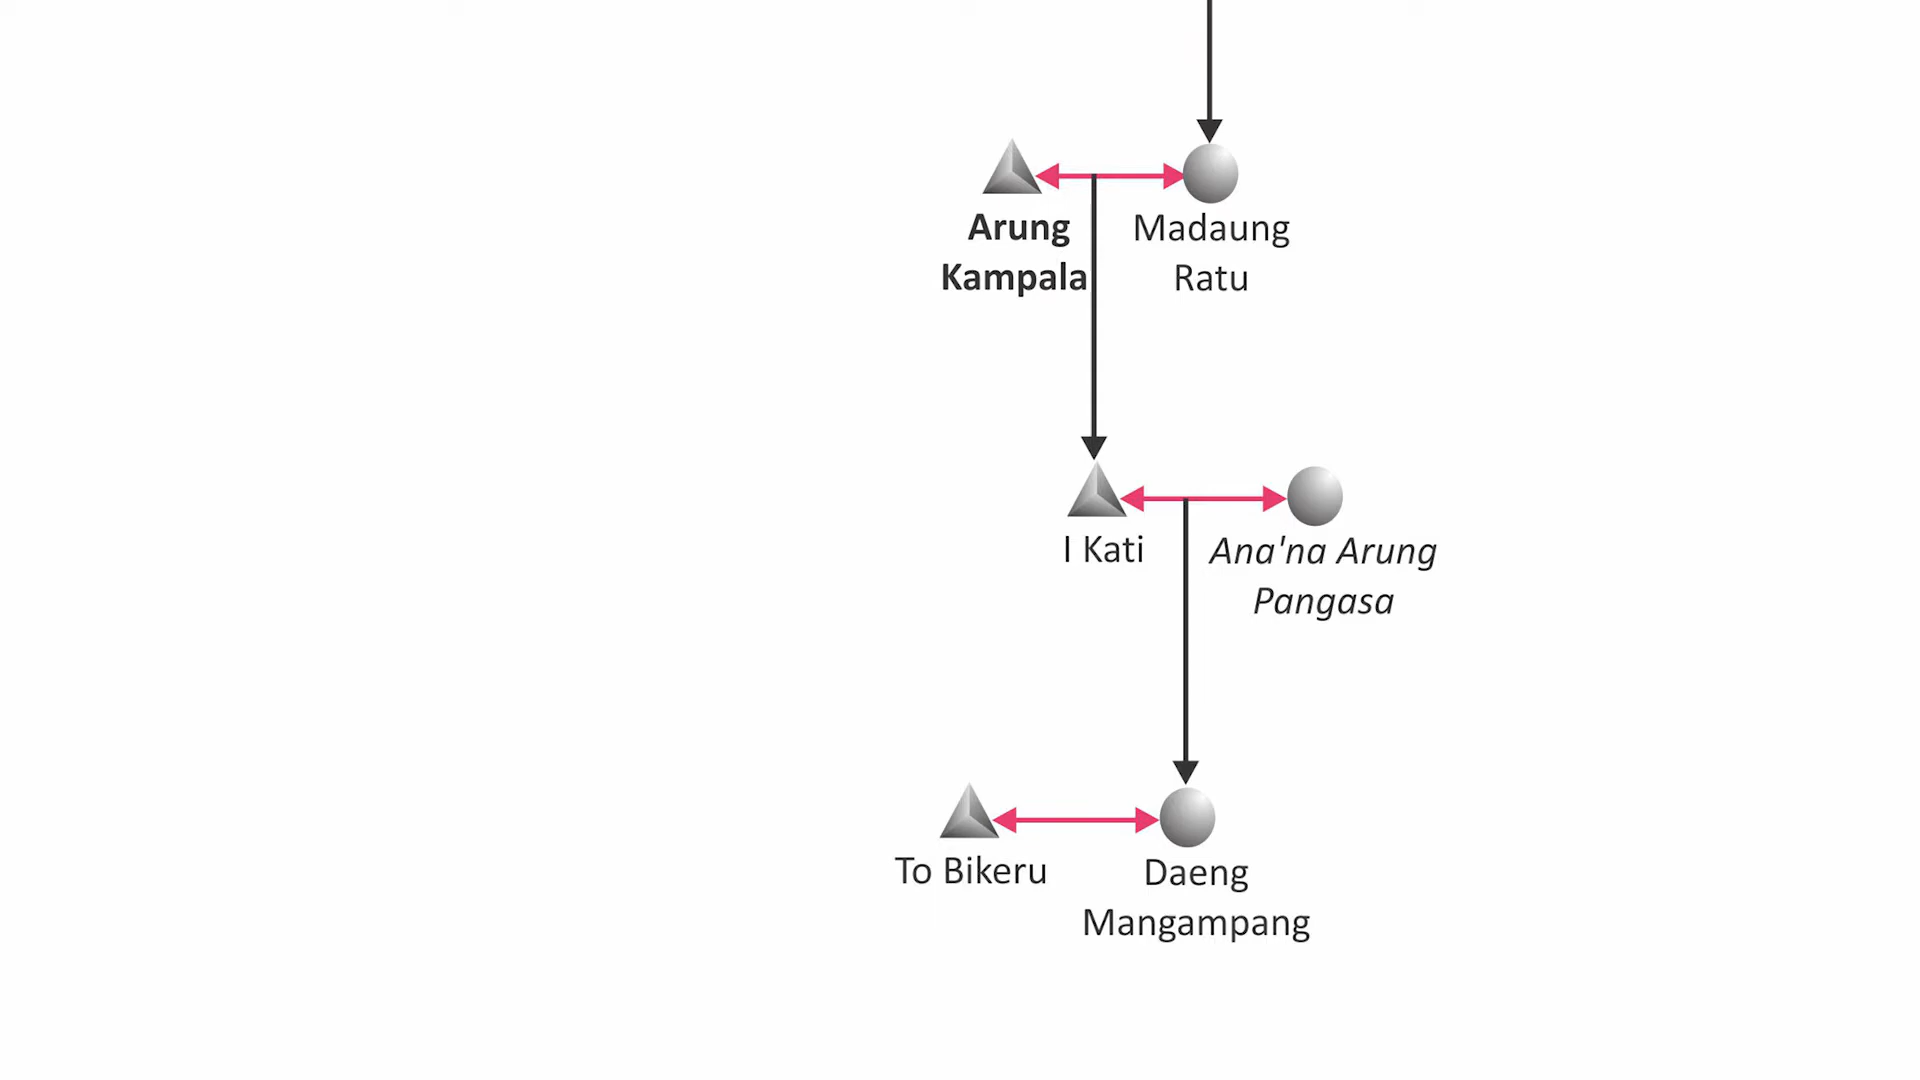 Arung
Kampala
Madaung
Ratu
I Kati
Ana'na Arung
Pangasa
To Bikeru
Daeng
Mangampang